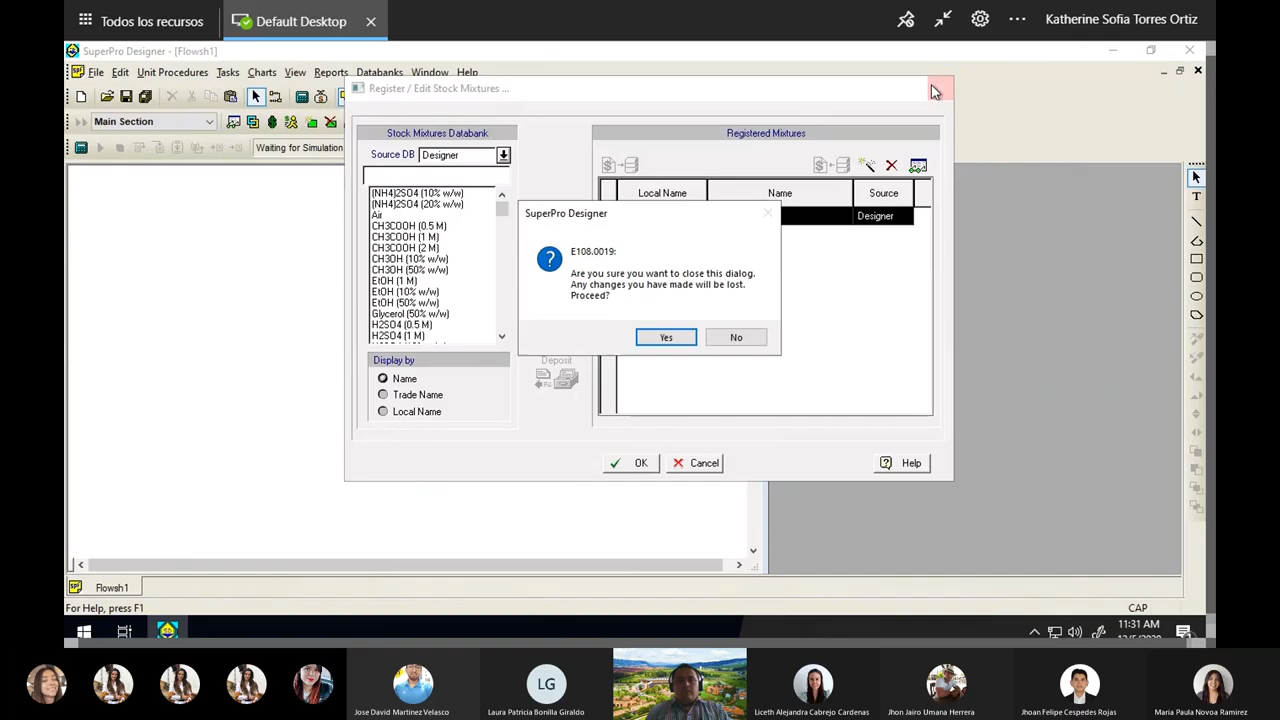 Todos los recursos
Default Desktop
Katherine Sofia Torres Ortiz
SuperPro Designer - [Flowsh1]
File Edit Unit Procedures Tasks Charts View Reports Databanks Window Help
Register / Edit Stock Mixtures ...
Main Section
Waiting for Simulation
Stock Mixtures Databank
Source DB Designer
(NH4)2SO4 (10% w/w)
(NH4)2SO4 (20% w/w)
Air
CH3COOH (0.5 M)
CH3COOH (1 M)
CH3COOH (2 M)
CH3OH (10% w/w)
CH3OH (50% w/w)
EtOH (1 M)
EtOH (10% w/w)
EtOH (50% w/w)
Glycerol (50% w/w)
H2SO4 (0.5 M)
H2SO4 (1 M)
Display by
Name
Trade Name
Local Name
Deposit
Registered Mixtures
Local Name Name Source
Designer
SuperPro Designer
E108.0019:
Are you sure you want to close this dialog.
Any changes you have made will be lost.
Proceed?
Yes No
OK Cancel Help
Flowsh1
For Help, press F1
CAP
11:31 AM
LG
Jose David Martinez Velasco
Laura Patricia Bonilla Giraldo
Liceth Alejandra Cabrejo Cardenas
Jhon Jairo Umana Herrera
Jhoan Felipe Cespedes Rojas
Maria Paula Novoa Ramirez